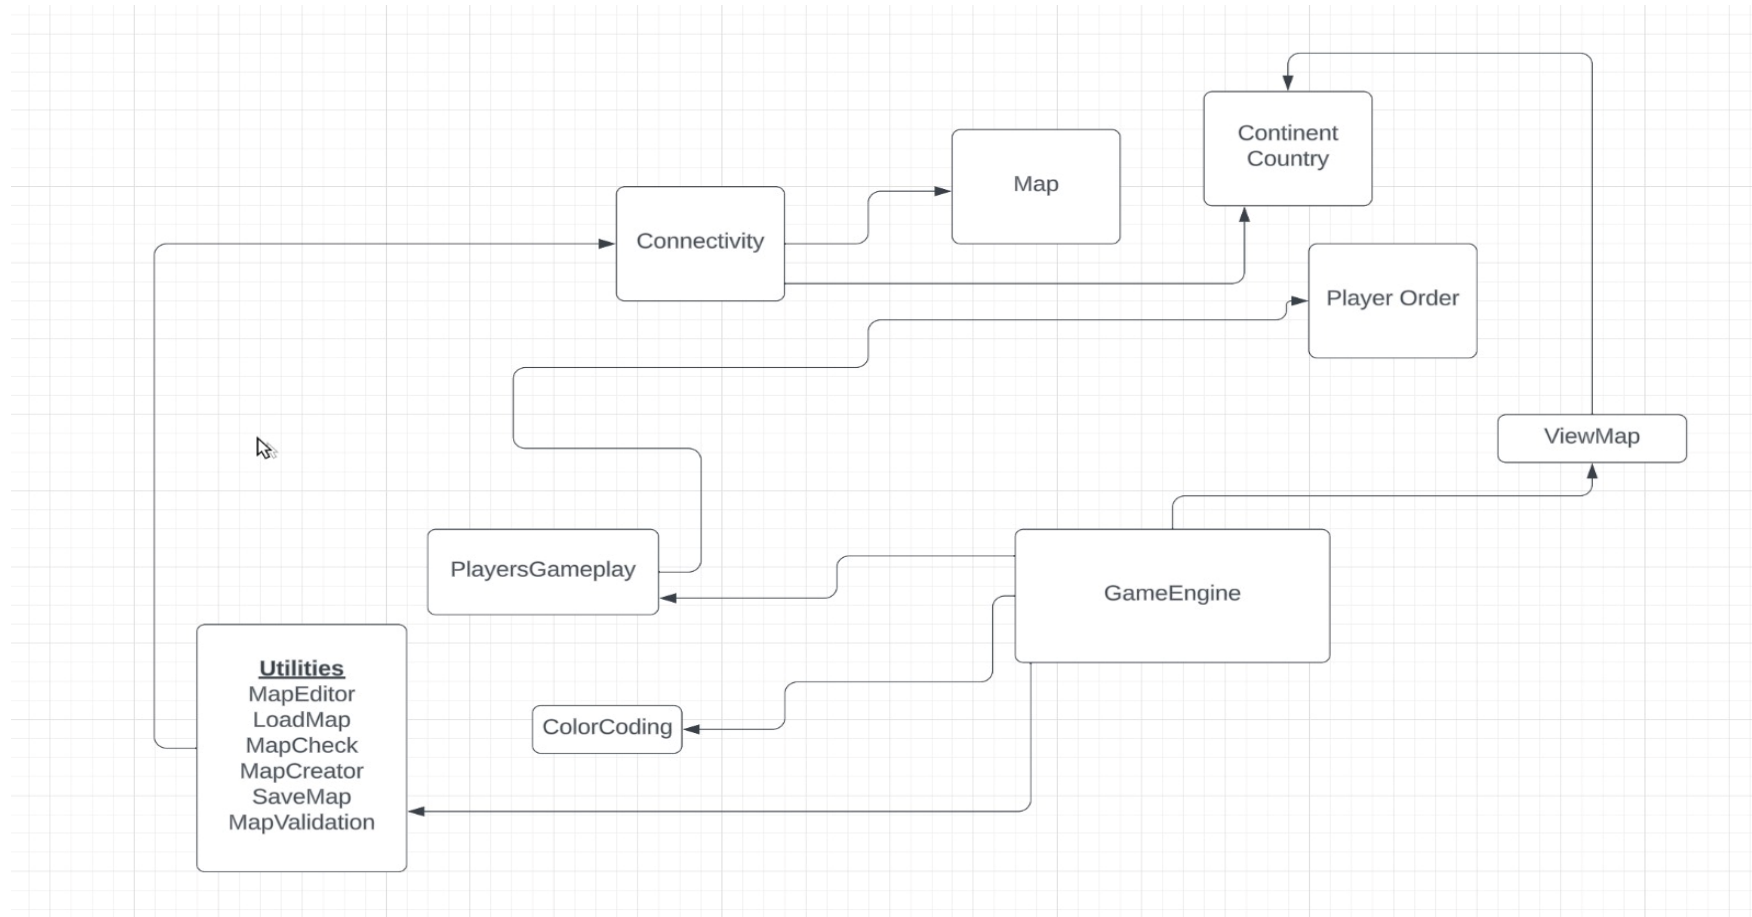 Continent
Country
Map
Connectivity
Player Order
ViewMap
PlayersGameplay
GameEngine
Utilities
MapEditor
LoadMap
MapCheck
MapCreator
SaveMap
MapValidation
ColorCoding